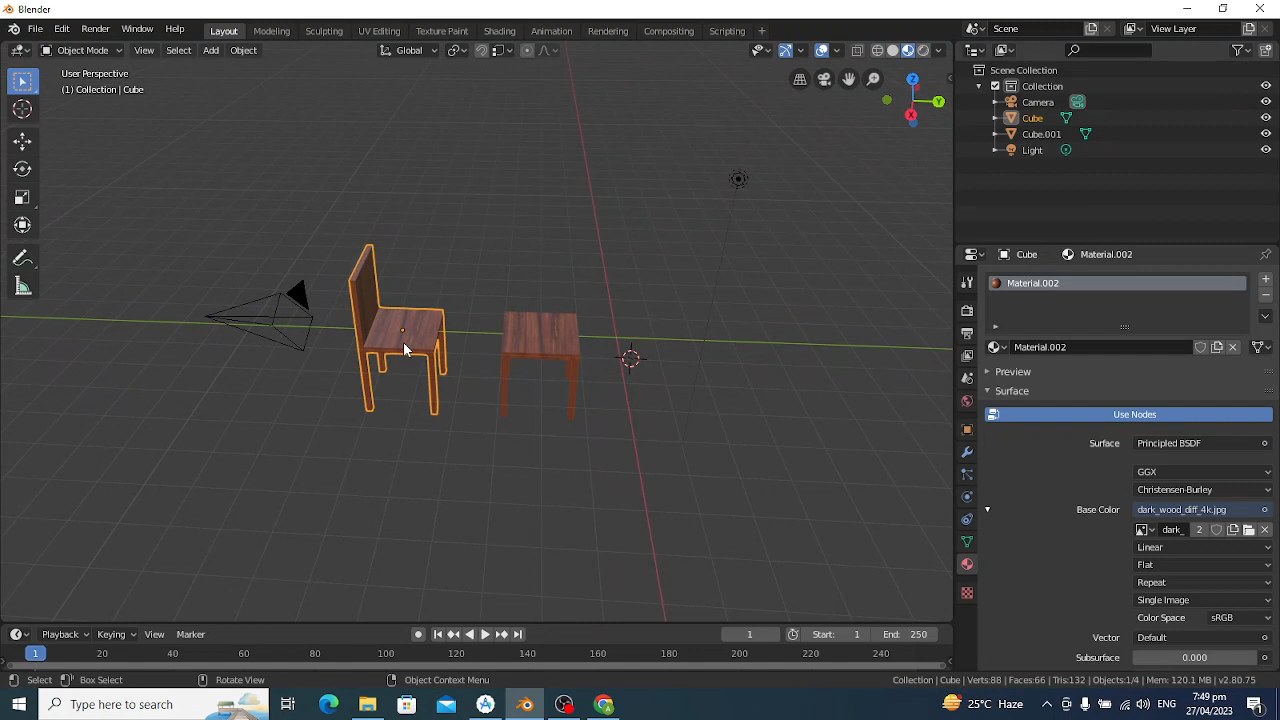 Blender
File Edit Render Window Help Layout Modeling Sculpting UV Editing Texture Paint Shading Animation Rendering Compositing Scripting + Scene View Layer
Object Mode View Select Add Object Global
User Perspective
(1) Collection | Cube
Z
Y
X
Scene Collection
Collection
Camera
Cube
Cube.001
Light
Cube Material.002
Material.002
Material.002
Preview
Surface
Use Nodes
Surface Principled BSDF
GGX
Christensen-Burley
Base Color dark_wood_diff_4k.jpg
dark_ 2
Linear
Flat
Repeat
Single Image
Color Space sRGB
Vector Default
Subsurface 0.000
Playback Keying View Marker 1 Start: 1 End: 250
1 20 40 60 80 100 120 140 160 180 200 220 240
Select Box Select Rotate View Object Context Menu Collection | Cube | Verts:88 | Faces:66 | Tris:132 | Objects:1/4 | Mem: 120.1 MB | v2.80.75
Type here to search 25°C Haze 7:49 pm
27/04/2023